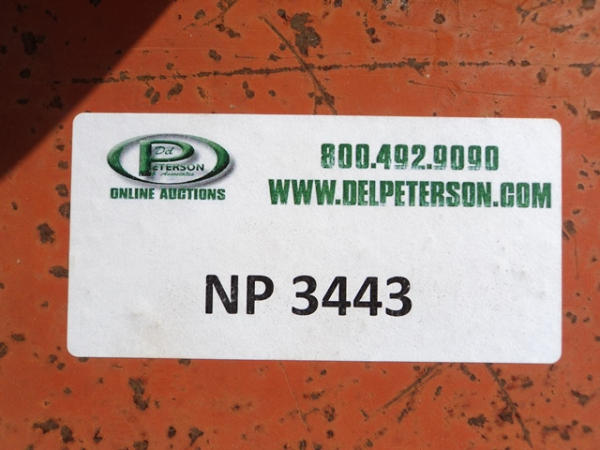 Del
PETERSON
& Associates
ONLINE AUCTIONS
800.492.9090
WWW.DELPETERSON.COM
NP 3443